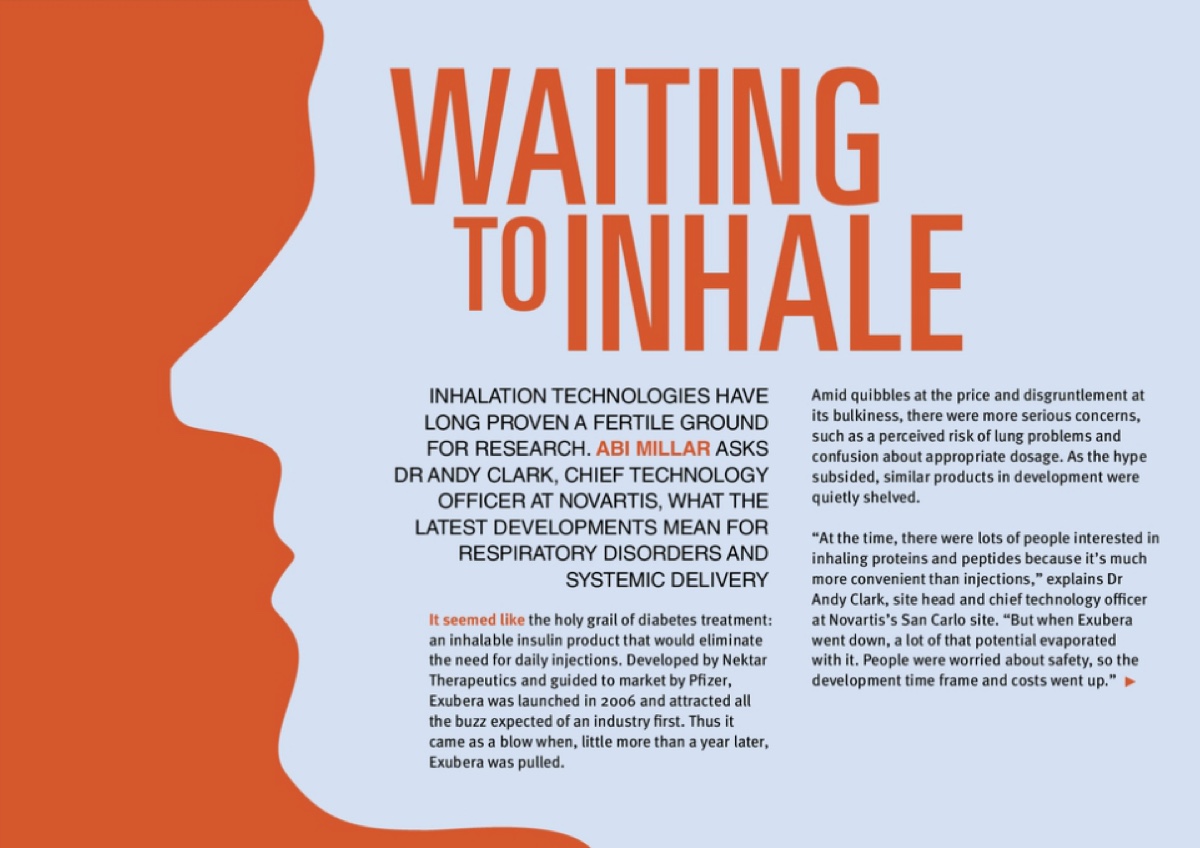 WAITING
TO INHALE
INHALATION TECHNOLOGIES HAVE
LONG PROVEN A FERTILE GROUND
FOR RESEARCH. ABI MILLAR ASKS
DR ANDY CLARK, CHIEF TECHNOLOGY
OFFICER AT NOVARTIS, WHAT THE
LATEST DEVELOPMENTS MEAN FOR
RESPIRATORY DISORDERS AND
SYSTEMIC DELIVERY
It seemed like the holy grail of diabetes treatment:
an inhalable insulin product that would eliminate
the need for daily injections. Developed by Nektar
Therapeutics and guided to market by Pfizer,
Exubera was launched in 2006 and attracted all
the buzz expected of an industry first. Thus it
came as a blow when, little more than a year later,
Exubera was pulled.
Amid quibbles at the price and disgruntlement at
its bulkiness, there were more serious concerns,
such as a perceived risk of lung problems and
confusion about appropriate dosage. As the hype
subsided, similar products in development were
quietly shelved.
“At the time, there were lots of people interested in
inhaling proteins and peptides because it’s much
more convenient than injections,” explains Dr
Andy Clark, site head and chief technology officer
at Novartis’s San Carlo site. “But when Exubera
went down, a lot of that potential evaporated
with it. People were worried about safety, so the
development time frame and costs went up.” ►